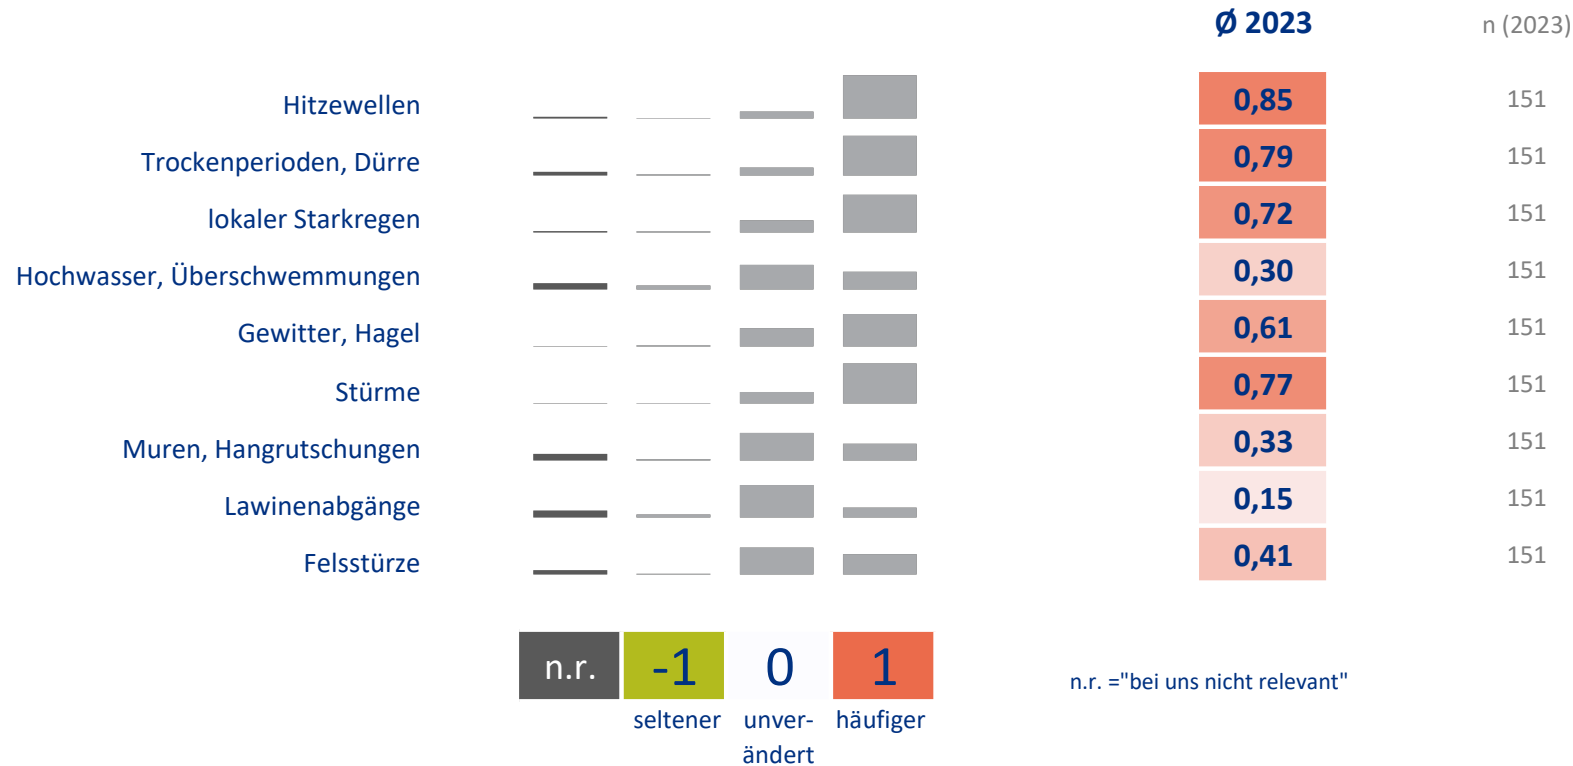 Ø 2023 n (2023)
Hitzewellen 0,85 151
Trockenperioden, Dürre 0,79 151
lokaler Starkregen 0,72 151
Hochwasser, Überschwemmungen 0,30 151
Gewitter, Hagel 0,61 151
Stürme 0,77 151
Muren, Hangrutschungen 0,33 151
Lawinenabgänge 0,15 151
Felsstürze 0,41 151
n.r. -1 0 1
n.r. ="bei uns nicht relevant"
seltener unver- häufiger
ändert